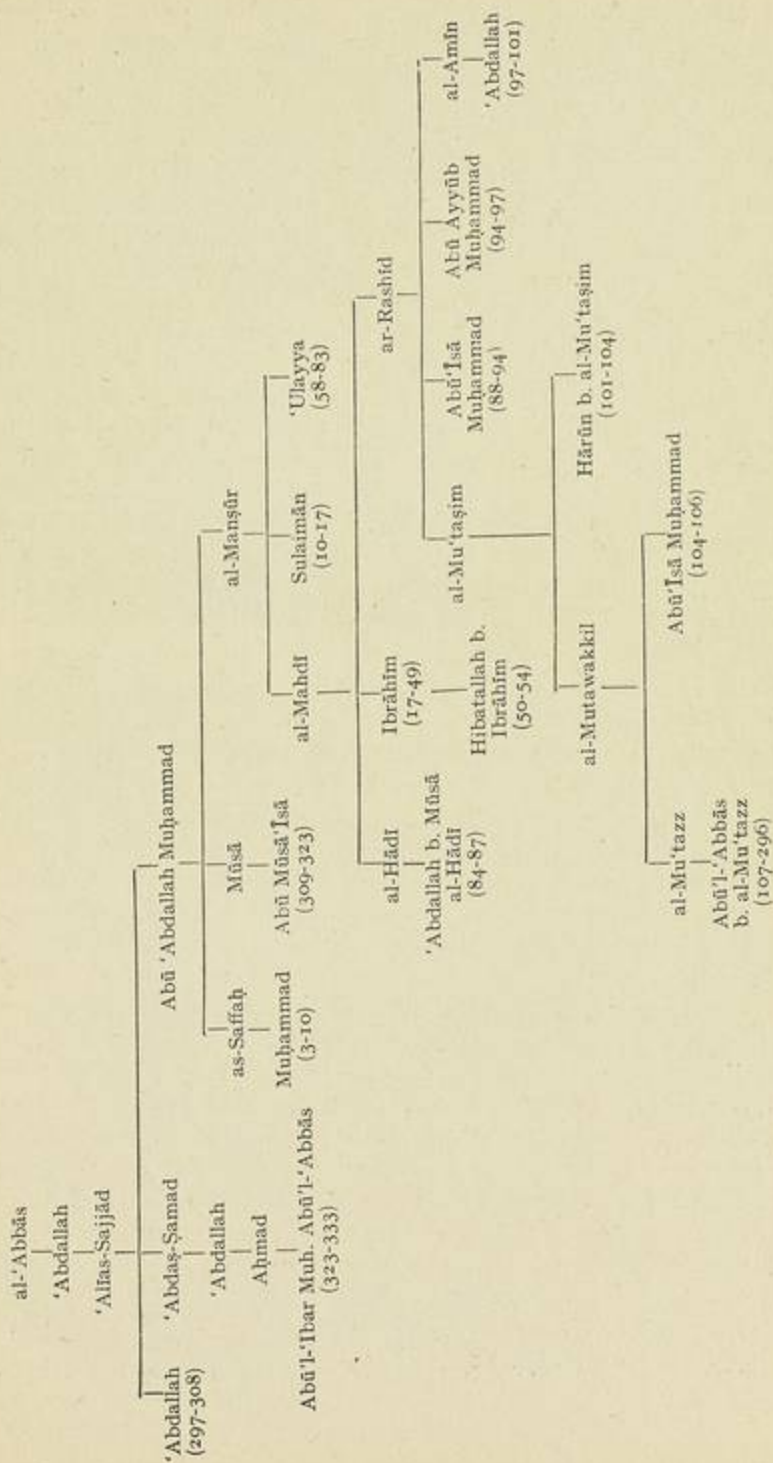 al-‘Abbās
‘Abdallah
‘Alīas-Sajjād
‘Abdallah
(297-308)
‘Abdaṣ-Ṣamad
Abū ‘Abdallah Muḥammad
‘Abdallah
Aḥmad
Abū’l-‘Ibar Muh. Abū’l-‘Abbās
(323-333)
as-Saffaḥ
Mūsā
al-Manṣūr
Muḥammad
(3-10)
Abū Mūsā ‘Īsā
(309-323)
al-Mahdī
Sulaimān
(10-17)
‘Ulayya
(58-83)
al-Hādī
Ibrāhīm
(17-49)
ar-Rashīd
‘Abdallah b. Mūsā
al-Hādī
(84-87)
Hibatallah b.
Ibrāhīm
(50-54)
al-Mu‘taṣim
Abū ‘Īsā
Muḥammad
(88-94)
Abū Ayyūb
Muḥammad
(94-97)
al-Amīn
‘Abdallah
(97-101)
al-Mutawakkil
Hārūn b. al-Mu‘taṣim
(101-104)
al-Mu‘tazz
Abū ‘Īsā Muḥammad
(104-106)
Abū’l-‘Abbās
b. al-Mu‘tazz
(107-296)